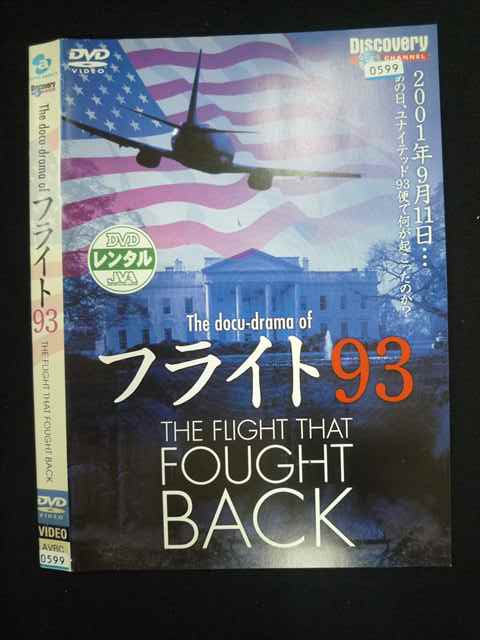 DVD
VIDEO
Discovery
CHANNEL
0599
2001年9月11日…
あの日、ユナイテッド93便で何が起こったのか?
DVD
レンタル
JVA
The docu-drama of
フライト93
THE FLIGHT THAT
FOUGHT
BACK
Discovery
The docu-drama of
フライト93
THE FLIGHT THAT FOUGHT BACK
DVD
VIDEO
VIDEO
AVBC
0599